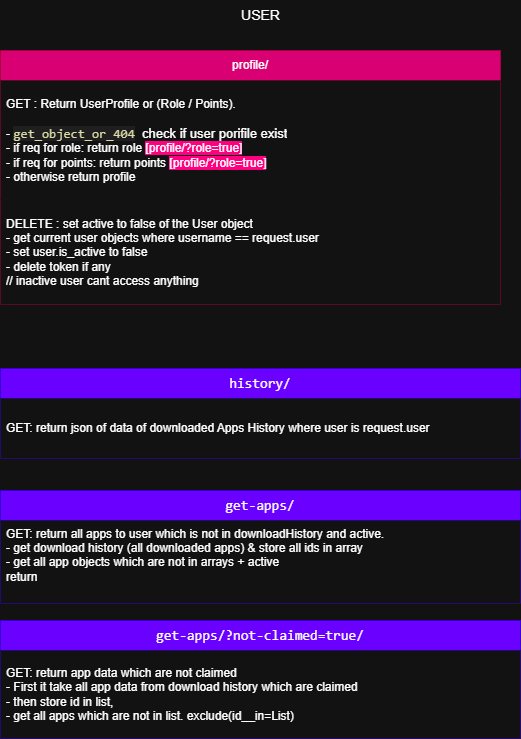 USER
profile/
GET : Return UserProfile or (Role / Points).
- get_object_or_404 check if user porifile exist
- if req for role: return role [profile/?role=true]
- if req for points: return points [profile/?role=true]
- otherwise return profile
DELETE : set active to false of the User object
- get current user objects where username == request.user
- set user.is_active to false
- delete token if any
// inactive user cant access anything
history/
GET: return json of data of downloaded Apps History where user is request.user
get-apps/
GET: return all apps to user which is not in downloadHistory and active.
- get download history (all downloaded apps) & store all ids in array
- get all app objects which are not in arrays + active
return
get-apps/?not-claimed=true/
GET: return app data which are not claimed
- First it take all app data from download history which are claimed
- then store id in list,
- get all apps which are not in list. exclude(id__in=List)